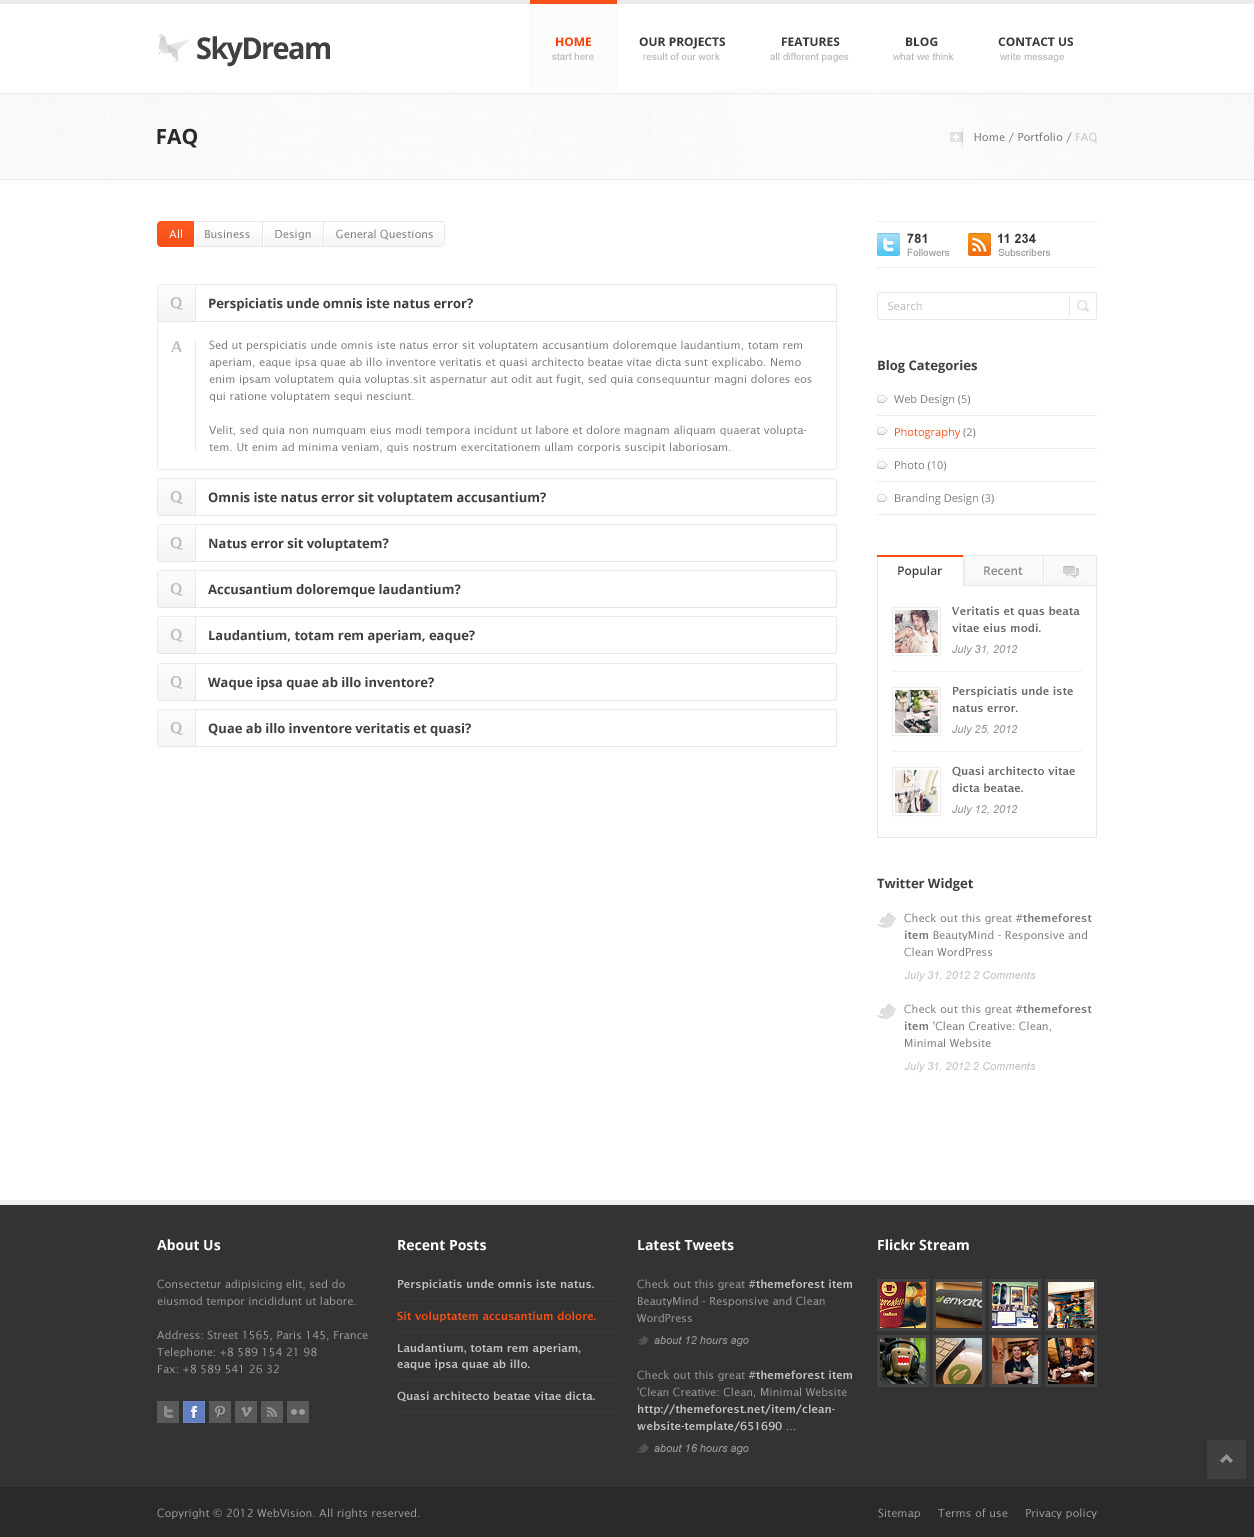 SkyDream
HOME
start here
OUR PROJECTS
result of our work
FEATURES
all different pages
BLOG
what we think
CONTACT US
write message
FAQ
Home / Portfolio / FAQ
All
Business
Design
General Questions
Q
Perspiciatis unde omnis iste natus error?
A
Sed ut perspiciatis unde omnis iste natus error sit voluptatem accusantium doloremque laudantium, totam rem
aperiam, eaque ipsa quae ab illo inventore veritatis et quasi architecto beatae vitae dicta sunt explicabo. Nemo
enim ipsam voluptatem quia voluptas.sit aspernatur aut odit aut fugit, sed quia consequuntur magni dolores eos
qui ratione voluptatem sequi nesciunt.
Velit, sed quia non numquam eius modi tempora incidunt ut labore et dolore magnam aliquam quaerat volupta-
tem. Ut enim ad minima veniam, quis nostrum exercitationem ullam corporis suscipit laboriosam.
Q
Omnis iste natus error sit voluptatem accusantium?
Q
Natus error sit voluptatem?
Q
Accusantium doloremque laudantium?
Q
Laudantium, totam rem aperiam, eaque?
Q
Waque ipsa quae ab illo inventore?
Q
Quae ab illo inventore veritatis et quasi?
781
Followers
11 234
Subscribers
Search
Blog Categories
Web Design (5)
Photography (2)
Photo (10)
Branding Design (3)
Popular
Recent
Veritatis et quas beata
vitae eius modi.
July 31, 2012
Perspiciatis unde iste
natus error.
July 25, 2012
Quasi architecto vitae
dicta beatae.
July 12, 2012
Twitter Widget
Check out this great #themeforest
item BeautyMind - Responsive and
Clean WordPress
July 31, 2012 2 Comments
Check out this great #themeforest
item 'Clean Creative: Clean,
Minimal Website
July 31, 2012 2 Comments
About Us
Consectetur adipisicing elit, sed do
eiusmod tempor incididunt ut labore.
Address: Street 1565, Paris 145, France
Telephone: +8 589 154 21 98
Fax: +8 589 541 26 32
Recent Posts
Perspiciatis unde omnis iste natus.
Sit voluptatem accusantium dolore.
Laudantium, totam rem aperiam,
eaque ipsa quae ab illo.
Quasi architecto beatae vitae dicta.
Latest Tweets
Check out this great #themeforest item
BeautyMind - Responsive and Clean
WordPress
about 12 hours ago
Check out this great #themeforest item
'Clean Creative: Clean, Minimal Website
http://themeforest.net/item/clean-
website-template/651690 ...
about 16 hours ago
Flickr Stream
envato
Copyright © 2012 WebVision. All rights reserved.
Sitemap
Terms of use
Privacy policy